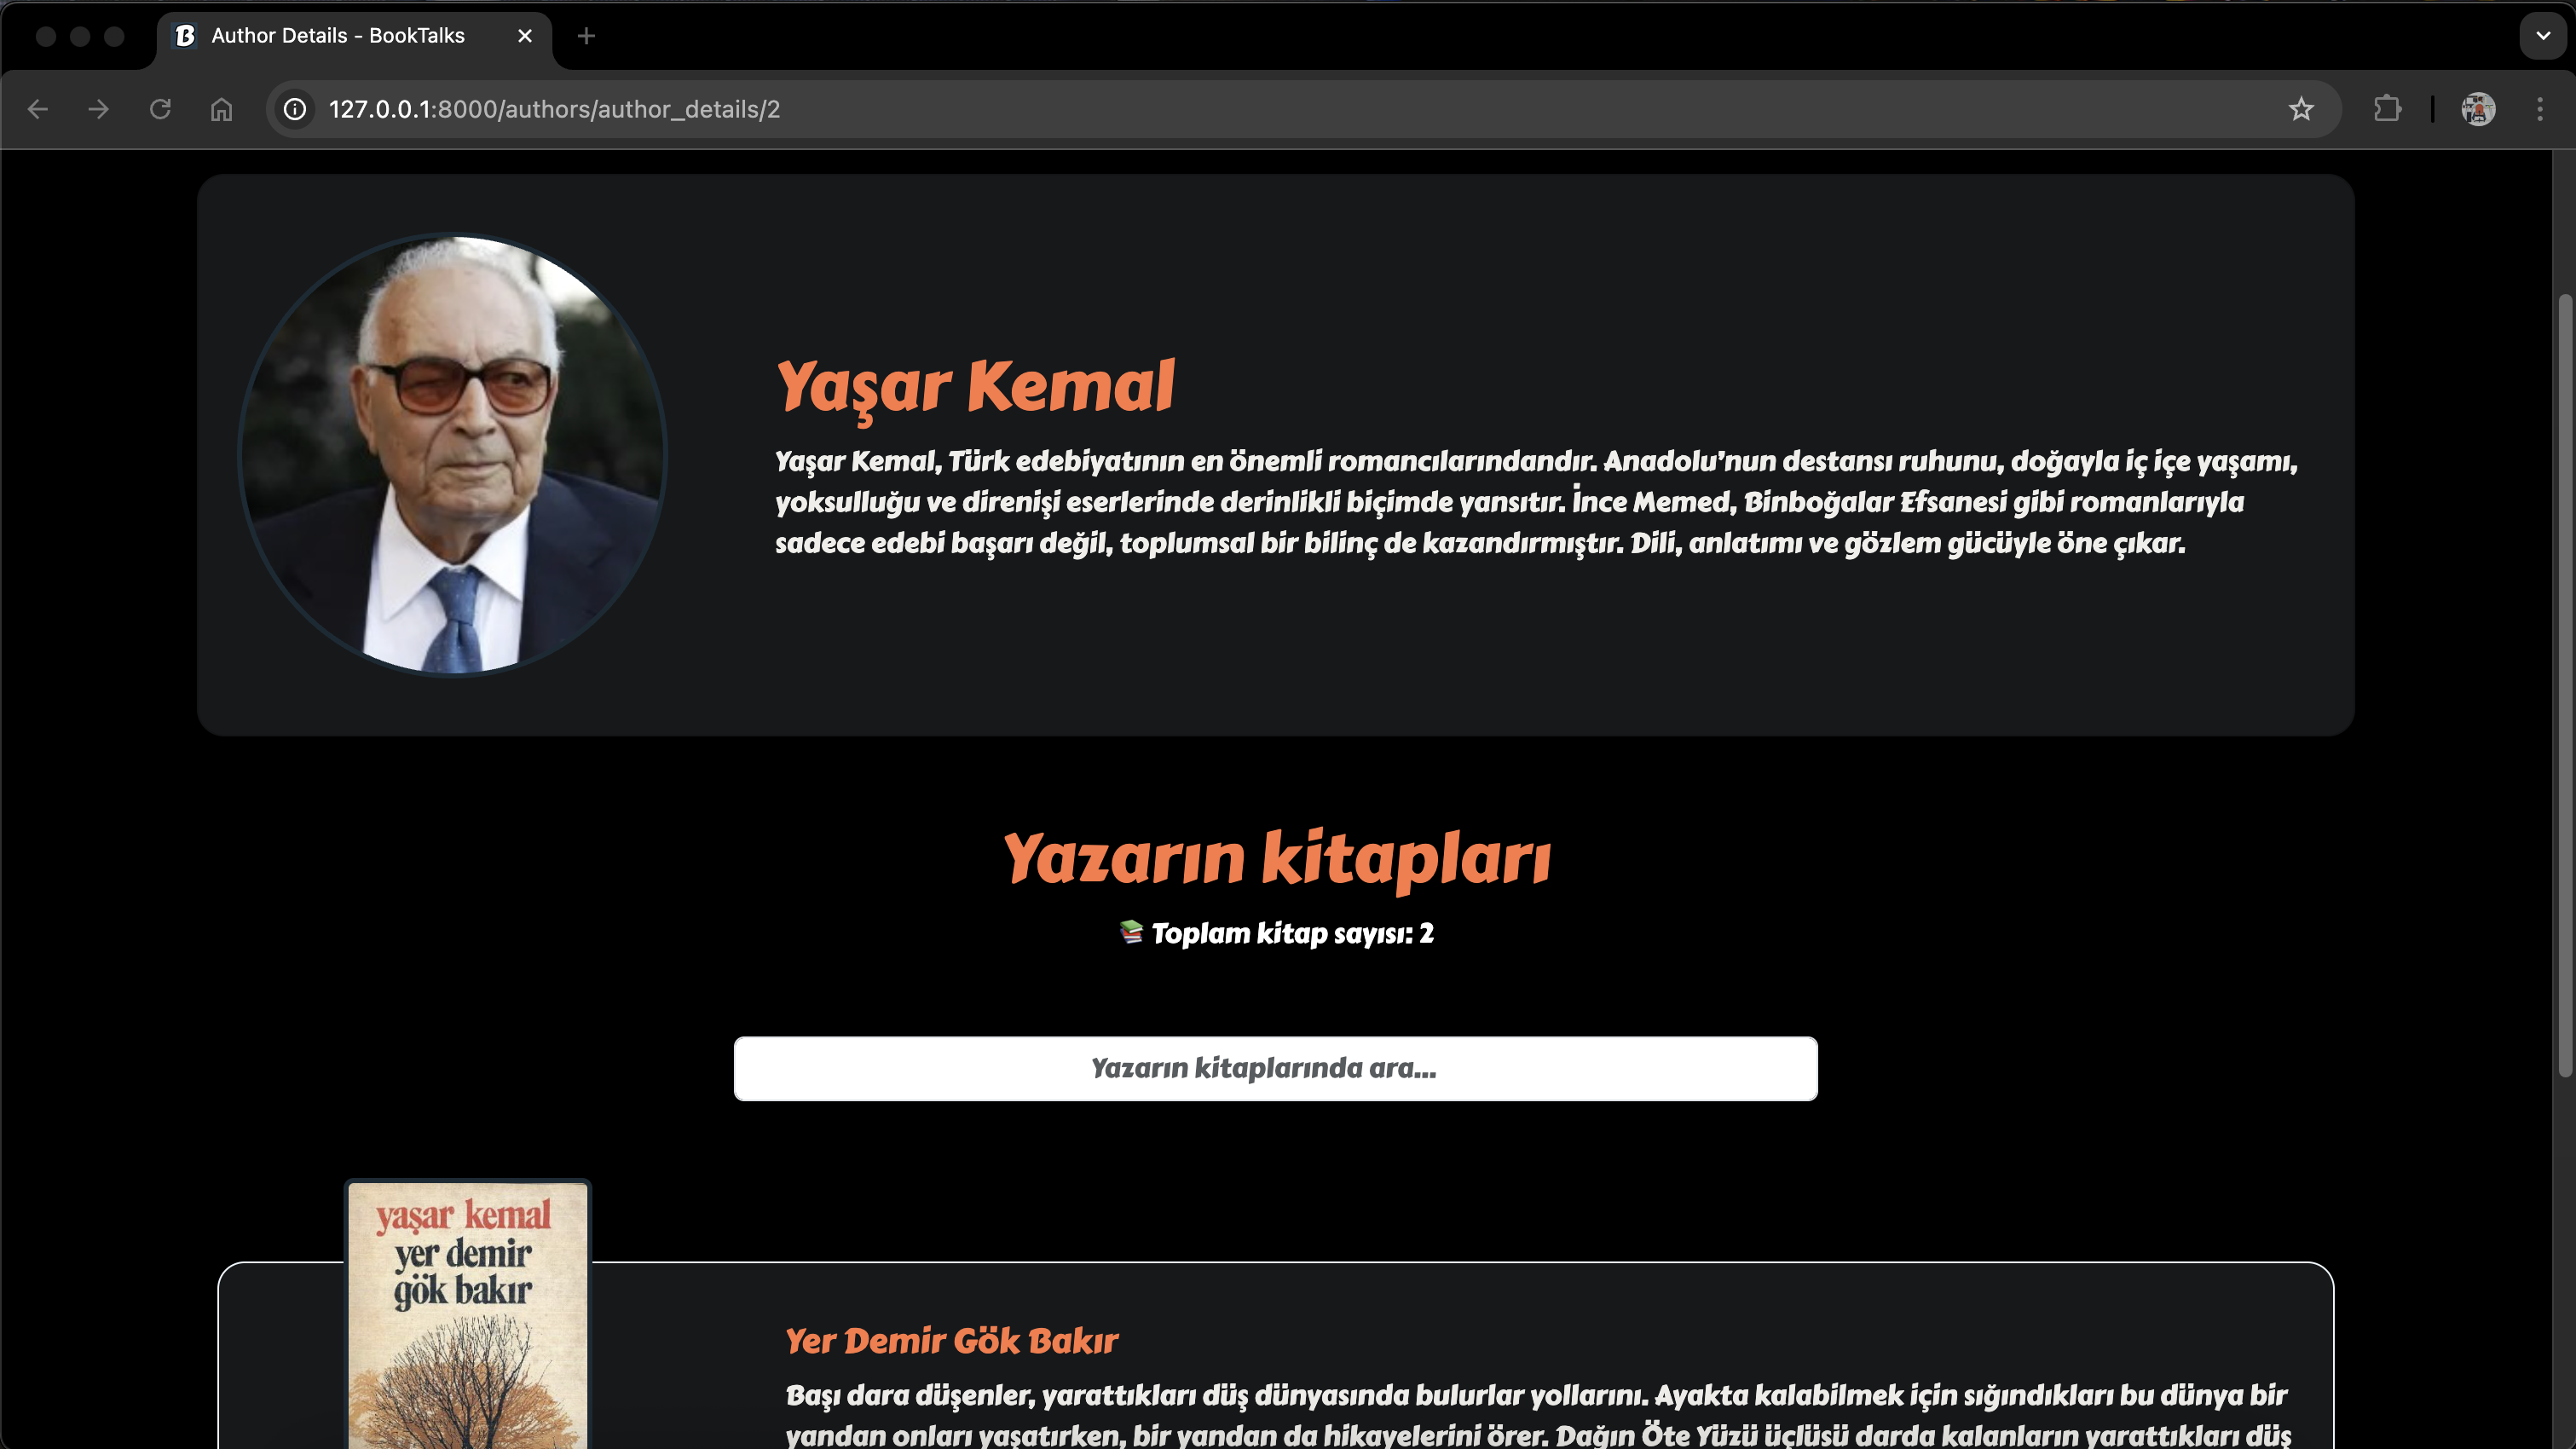 Author Details - BookTalks
127.0.0.1:8000/authors/author_details/2
Yaşar Kemal
Yaşar Kemal, Türk edebiyatının en önemli romancılarındandır. Anadolu'nun destansı ruhunu, doğayla iç içe yaşamı,
yoksulluğu ve direnişi eserlerinde derinlikli biçimde yansıtır. İnce Memed, Binboğalar Efsanesi gibi romanlarıyla
sadece edebi başarı değil, toplumsal bir bilinç de kazandırmıştır. Dili, anlatımı ve gözlem gücüyle öne çıkar.
Yazarın kitapları
📚 Toplam kitap sayısı: 2
Yazarın kitaplarında ara...
yaşar kemal
yer demir
gök bakır
Yer Demir Gök Bakır
Başı dara düşenler, yarattıkları düş dünyasında bulurlar yollarını. Ayakta kalabilmek için sığındıkları bu dünya bir
yandan onları yaşatırken, bir yandan da hikayelerini örer. Dağın Öte Yüzü üçlüsü darda kalanların yarattıkları düş